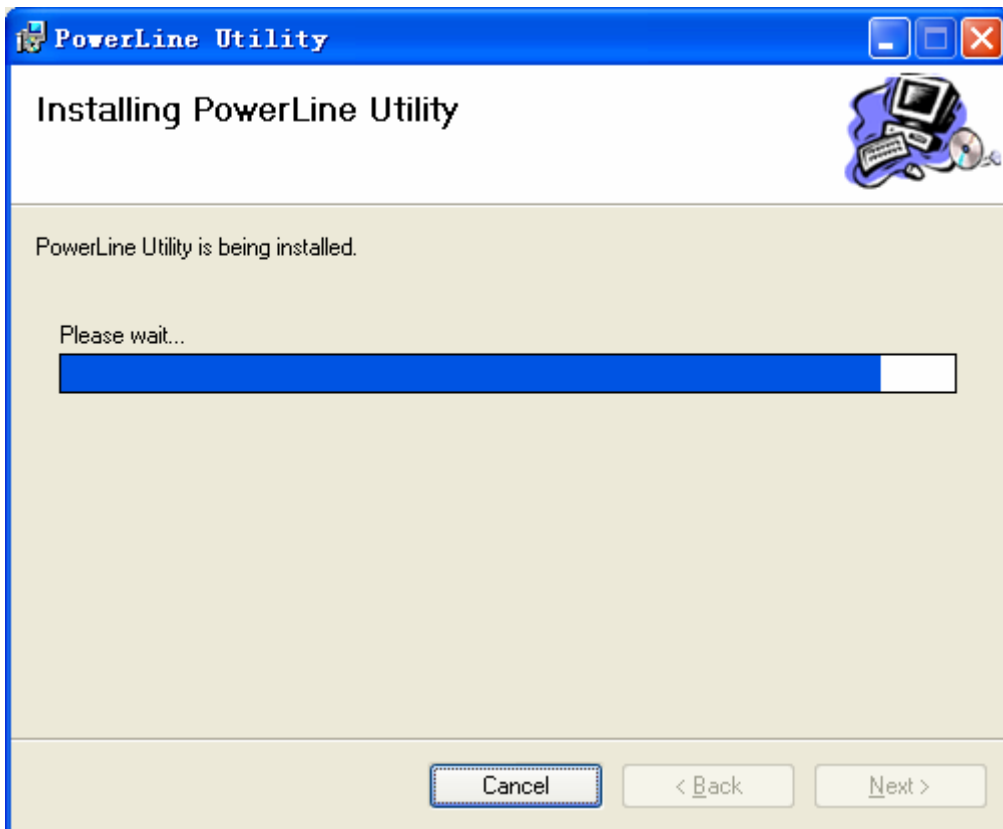 PowerLine Utility
Installing PowerLine Utility
PowerLine Utility is being installed.
Please wait...
Cancel
< Back
Next >